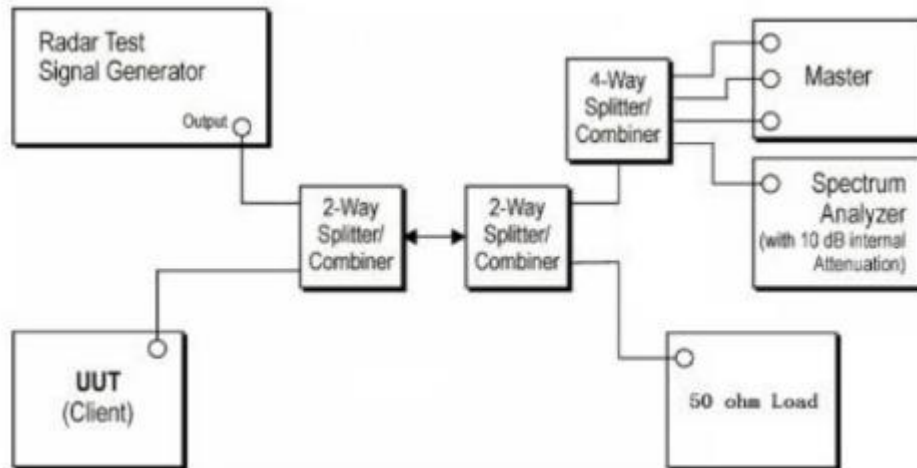 Radar Test
Signal Generator
Output
4-Way
Splitter/
Combiner
Master
2-Way
Splitter/
Combiner
2-Way
Splitter/
Combiner
Spectrum
Analyzer
(with 10 dB internal
Attenuation)
UUT
(Client)
50 ohm Load